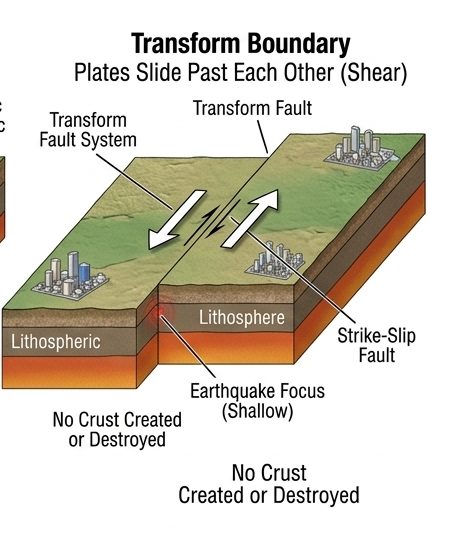 Transform Boundary
Plates Slide Past Each Other (Shear)
Transform
Fault System
Transform Fault
Lithospheric
Lithosphere
Strike-Slip
Fault
Earthquake Focus
(Shallow)
No Crust Created
or Destroyed
No Crust
Created or Destroyed